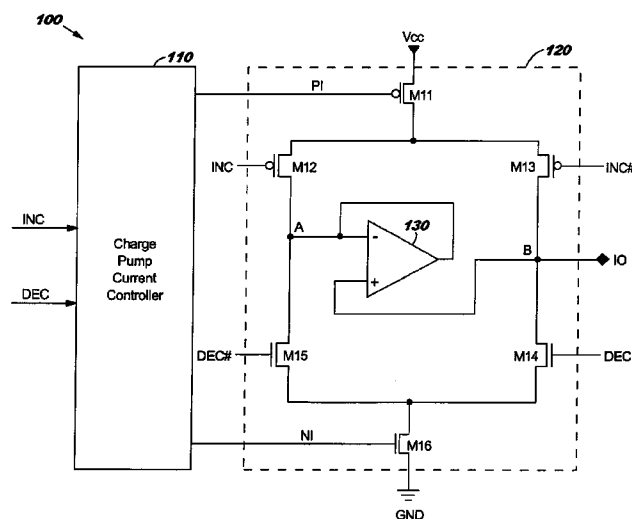 100
110
120
Vcc
PI
M11
INC
M12
M13
INC#
A
130
-
+
B
IO
INC
DEC
Charge
Pump
Current
Controller
DEC#
M15
M14
DEC
NI
M16
GND